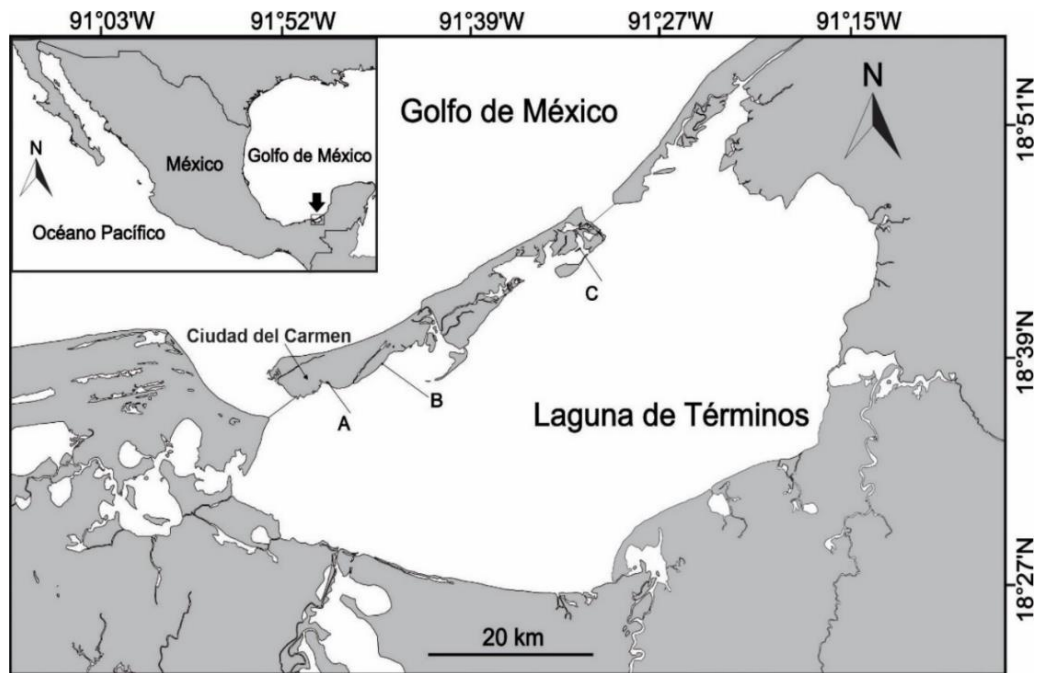 91°03'W 91°52'W 91°39'W 91°27'W 91°15'W
N
México
Golfo de México
Océano Pacífico
Golfo de México
N
18°51'N
C
Ciudad del Carmen
18°39'N
A
B
Laguna de Términos
18°27'N
20 km